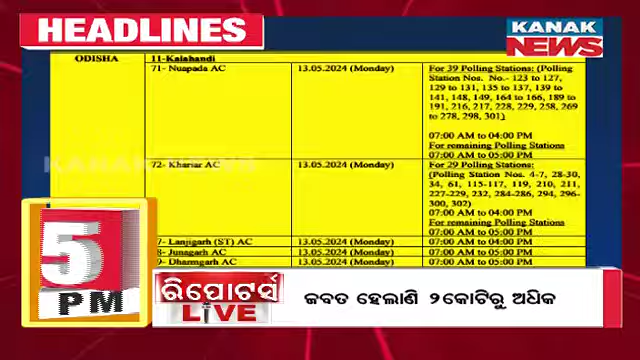 HEADLINES
KANAK
NEWS
ODISHA 11-Kalahandi
71- Nuapada AC 13.05.2024 (Monday) For 39 Polling Stations: (Polling
Station Nos. No.- 123 to 127,
129 to 131, 135 to 137, 139 to
141, 148, 149, 164 to 166, 189 to
191, 216, 217, 228, 229, 258, 269
to 278, 298, 301)
07:00 AM to 04:00 PM
For remaining Polling Stations
07:00 AM to 05:00 PM
72- Khariar AC 13.05.2024 (Monday) For 29 Polling Stations:
(Polling Station Nos. 4-7, 28-30,
34, 61, 115-117, 119, 210, 211,
227-229, 232, 284-286, 294, 296-
300, 302)
07:00 AM to 04:00 PM
For remaining Polling Stations
07:00 AM to 05:00 PM
7- Lanjigarh (ST) AC 13.05.2024 (Monday) 07:00 AM to 04:00 PM
8- Junagarh AC 13.05.2024 (Monday) 07:00 AM to 05:00 PM
9- Dharmgarh AC 13.05.2024 (Monday) 07:00 AM to 05:00 PM
5
PM
ରିପୋଟର୍ସ
LIVE
ଜବତ ହେଲାଣି ୨ କୋଟିରୁ ଅଧିକ